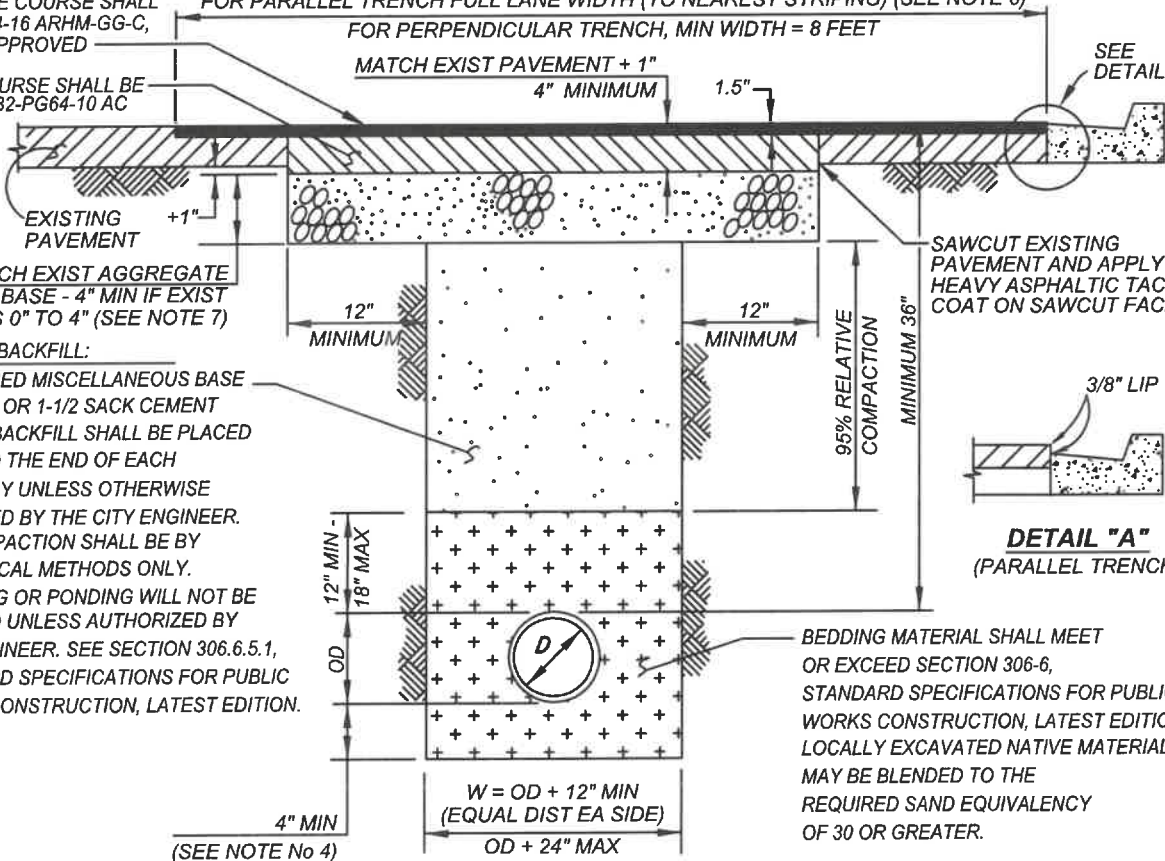 FOR PARALLEL TRENCH FULL LANE WIDTH (TO NEAREST STRIPING) (SEE NOTE 6)
E COURSE SHALL
-16 ARHM-GG-C,
PPROVED
FOR PERPENDICULAR TRENCH, MIN WIDTH = 8 FEET
MATCH EXIST PAVEMENT + 1"
4" MINIMUM
1.5"
SEE
DETAIL
URSE SHALL BE
32-PG64-10 AC
EXISTING
PAVEMENT
+1"
CH EXIST AGGREGATE
BASE - 4" MIN IF EXIST
S 0" TO 4" (SEE NOTE 7)
12"
MINIMUM
12"
MINIMUM
SAWCUT EXISTING
PAVEMENT AND APPLY
HEAVY ASPHALTIC TAC
COAT ON SAWCUT FAC
BACKFILL:
ED MISCELLANEOUS BASE
OR 1-1/2 SACK CEMENT
BACKFILL SHALL BE PLACED
THE END OF EACH
Y UNLESS OTHERWISE
ED BY THE CITY ENGINEER.
PACTION SHALL BE BY
CAL METHODS ONLY.
G OR PONDING WILL NOT BE
D UNLESS AUTHORIZED BY
INEER. SEE SECTION 306.6.5.1,
D SPECIFICATIONS FOR PUBLIC
ONSTRUCTION, LATEST EDITION.
95% RELATIVE
COMPACTION
MINIMUM 36"
3/8" LIP
DETAIL "A"
(PARALLEL TRENCH
12" MIN -
18" MAX
OD
D
BEDDING MATERIAL SHALL MEET
OR EXCEED SECTION 306-6,
STANDARD SPECIFICATIONS FOR PUBLIC
WORKS CONSTRUCTION, LATEST EDITIO
LOCALLY EXCAVATED NATIVE MATERIAL
MAY BE BLENDED TO THE
REQUIRED SAND EQUIVALENCY
OF 30 OR GREATER.
4" MIN
(SEE NOTE No 4)
W = OD + 12" MIN
(EQUAL DIST EA SIDE)
OD + 24" MAX